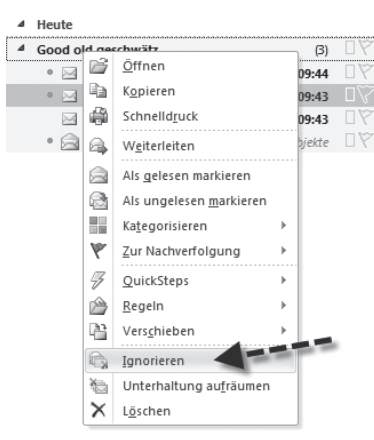 Heute
Good old geschwätz (3)
Öffnen
09:44
Kopieren
09:43
Schnelldruck
09:43
Weiterleiten
bjekte
Als gelesen markieren
Als ungelesen markieren
Kategorisieren
Zur Nachverfolgung
QuickSteps
Regeln
Verschieben
Ignorieren
Unterhaltung aufräumen
Löschen